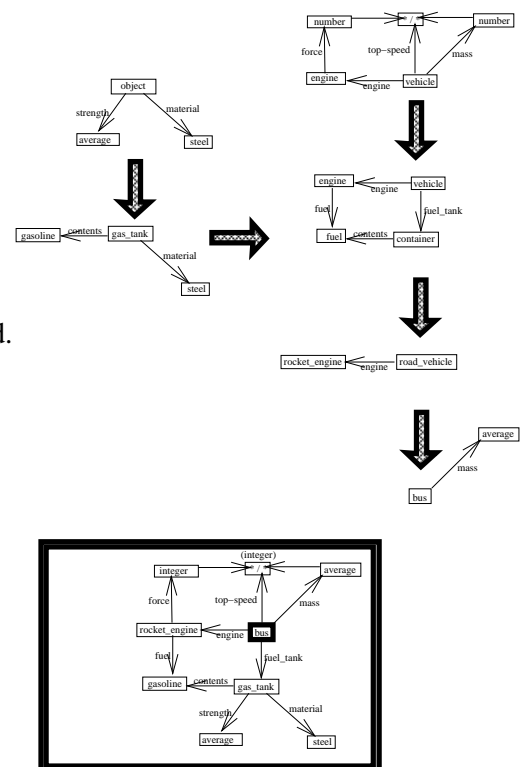 number
* / *
number
force
top-speed
mass
engine
engine
vehicle
object
strength
material
average
steel
engine
engine
vehicle
fuel
fuel_tank
fuel
contents
container
gasoline
contents
gas_tank
material
steel
d.
rocket_engine
engine
road_vehicle
average
mass
bus
(integer)
integer
* / *
average
force
top-speed
mass
rocket_engine
engine
bus
fuel
fuel_tank
gasoline
contents
gas_tank
strength
material
average
steel